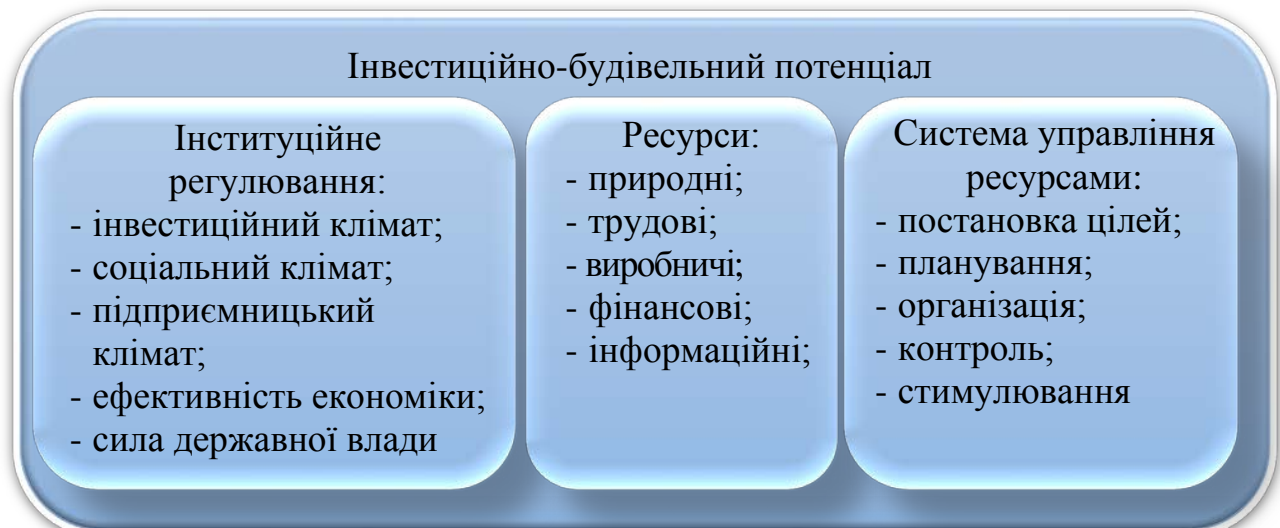 Інвестиційно-будівельний потенціал
Інституційне
регулювання:
- інвестиційний клімат;
- соціальний клімат;
- підприємницький
клімат;
- ефективність економіки;
- сила державної влади
Ресурси:
- природні;
- трудові;
- виробничі;
- фінансові;
- інформаційні;
Система управління
ресурсами:
- постановка цілей;
- планування;
- організація;
- контроль;
- стимулювання